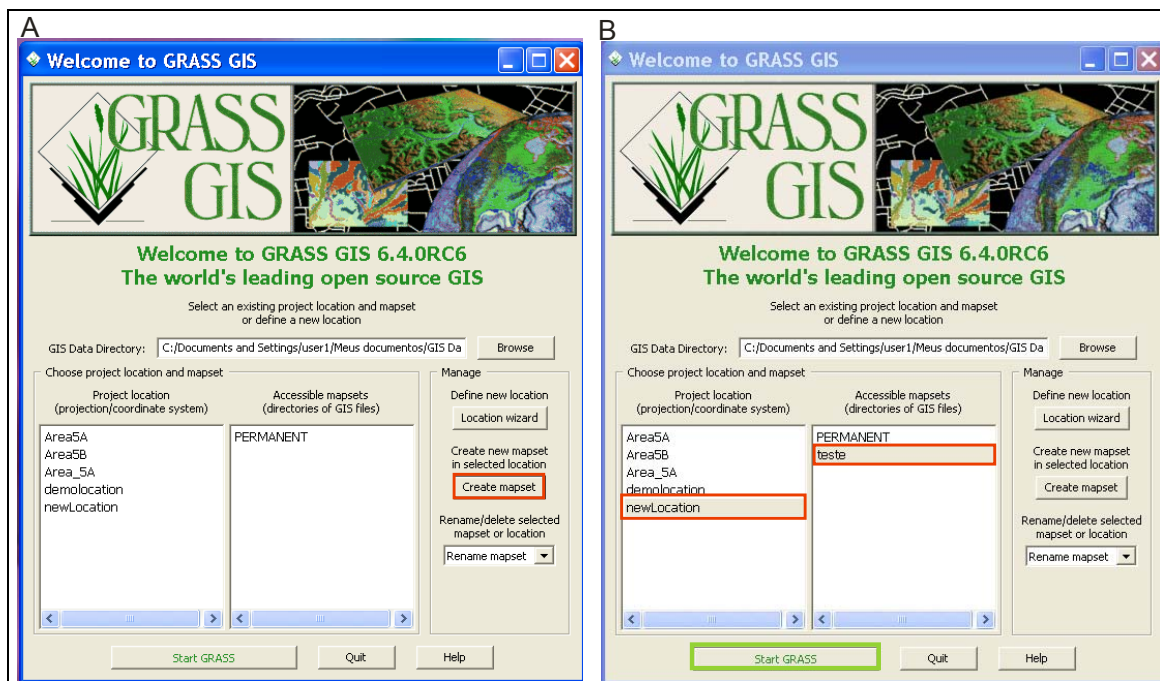 A
Welcome to GRASS GIS
GRASS
GIS
Welcome to GRASS GIS 6.4.0RC6
The world's leading open source GIS
Select an existing project location and mapset
or define a new location
GIS Data Directory: C:/Documents and Settings/user1/Meus documentos/GIS Da Browse
Choose project location and mapset
Manage
Project location
(projection/coordinate system)
Accessible mapsets
(directories of GIS files)
Define new location
Location wizard
Area5A
Area5B
Area_5A
demolocation
newLocation
PERMANENT
Create new mapset
in selected location
Create mapset
Rename/delete selected
mapset or location
Rename mapset
Start GRASS
Quit
Help
B
Welcome to GRASS GIS
GRASS
GIS
Welcome to GRASS GIS 6.4.0RC6
The world's leading open source GIS
Select an existing project location and mapset
or define a new location
GIS Data Directory: C:/Documents and Settings/user1/Meus documentos/GIS Da Browse
Choose project location and mapset
Manage
Project location
(projection/coordinate system)
Accessible mapsets
(directories of GIS files)
Define new location
Location wizard
Area5A
Area5B
Area_5A
demolocation
newLocation
PERMANENT
teste
Create new mapset
in selected location
Create mapset
Rename/delete selected
mapset or location
Rename mapset
Start GRASS
Quit
Help